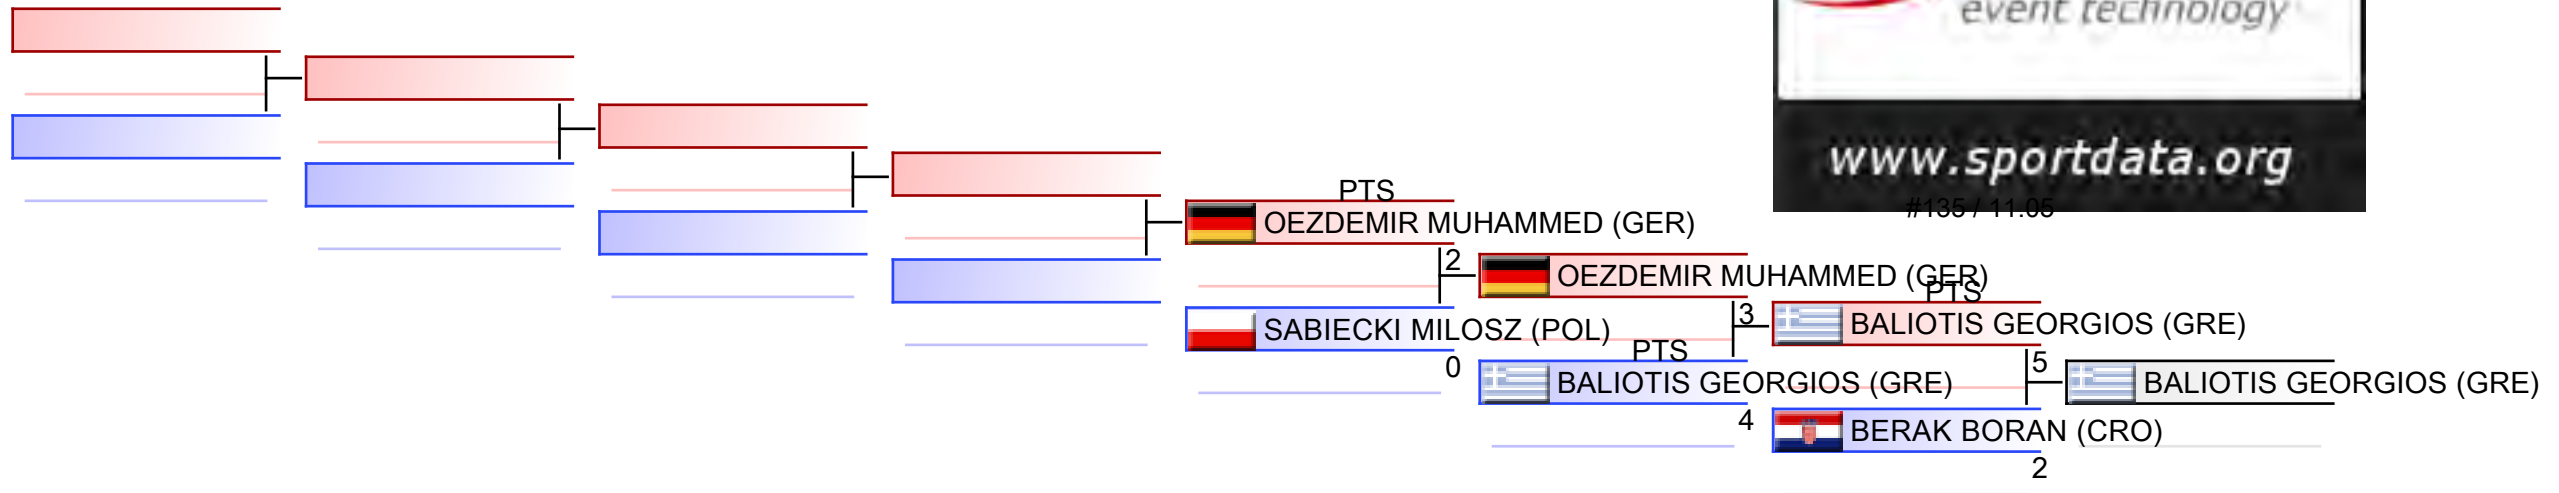 event technology
www.sportdata.org
#135 / 11.05
PTS
OEZDEMIR MUHAMMED (GER)
2
OEZDEMIR MUHAMMED (GER)
PTS
3
BALIOTIS GEORGIOS (GRE)
SABIECKI MILOSZ (POL)
0
PTS
BALIOTIS GEORGIOS (GRE)
4
5
BALIOTIS GEORGIOS (GRE)
BERAK BORAN (CRO)
2